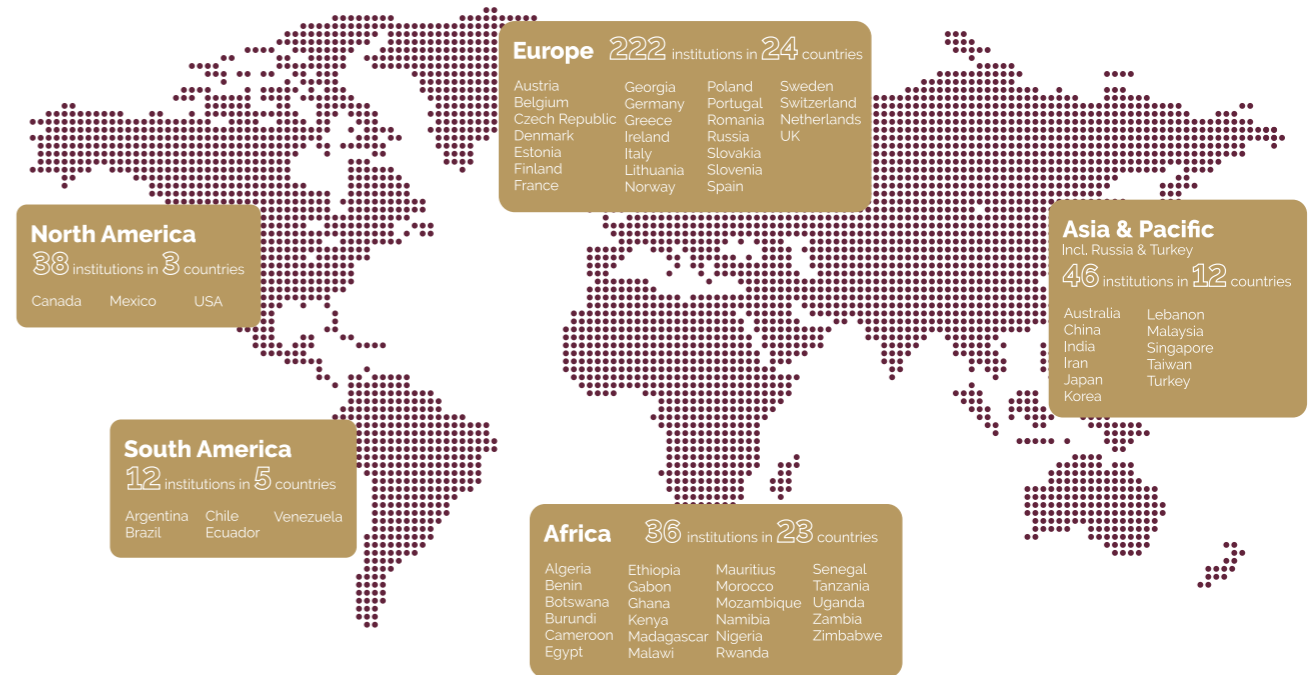 Europe 222 institutions in 24 countries
Austria
Belgium
Czech Republic
Denmark
Estonia
Finland
France
Georgia
Germany
Greece
Ireland
Italy
Lithuania
Norway
Poland
Portugal
Romania
Russia
Slovakia
Slovenia
Spain
Sweden
Switzerland
Netherlands
UK
North America
38 institutions in 3 countries
Canada Mexico USA
Asia & Pacific
Incl. Russia & Turkey
46 institutions in 12 countries
Australia
China
India
Iran
Japan
Korea
Lebanon
Malaysia
Singapore
Taiwan
Turkey
South America
12 institutions in 5 countries
Argentina
Brazil
Chile
Ecuador
Venezuela
Africa 36 institutions in 23 countries
Algeria
Benin
Botswana
Burundi
Cameroon
Egypt
Ethiopia
Gabon
Ghana
Kenya
Madagascar
Malawi
Mauritius
Morocco
Mozambique
Namibia
Nigeria
Rwanda
Senegal
Tanzania
Uganda
Zambia
Zimbabwe